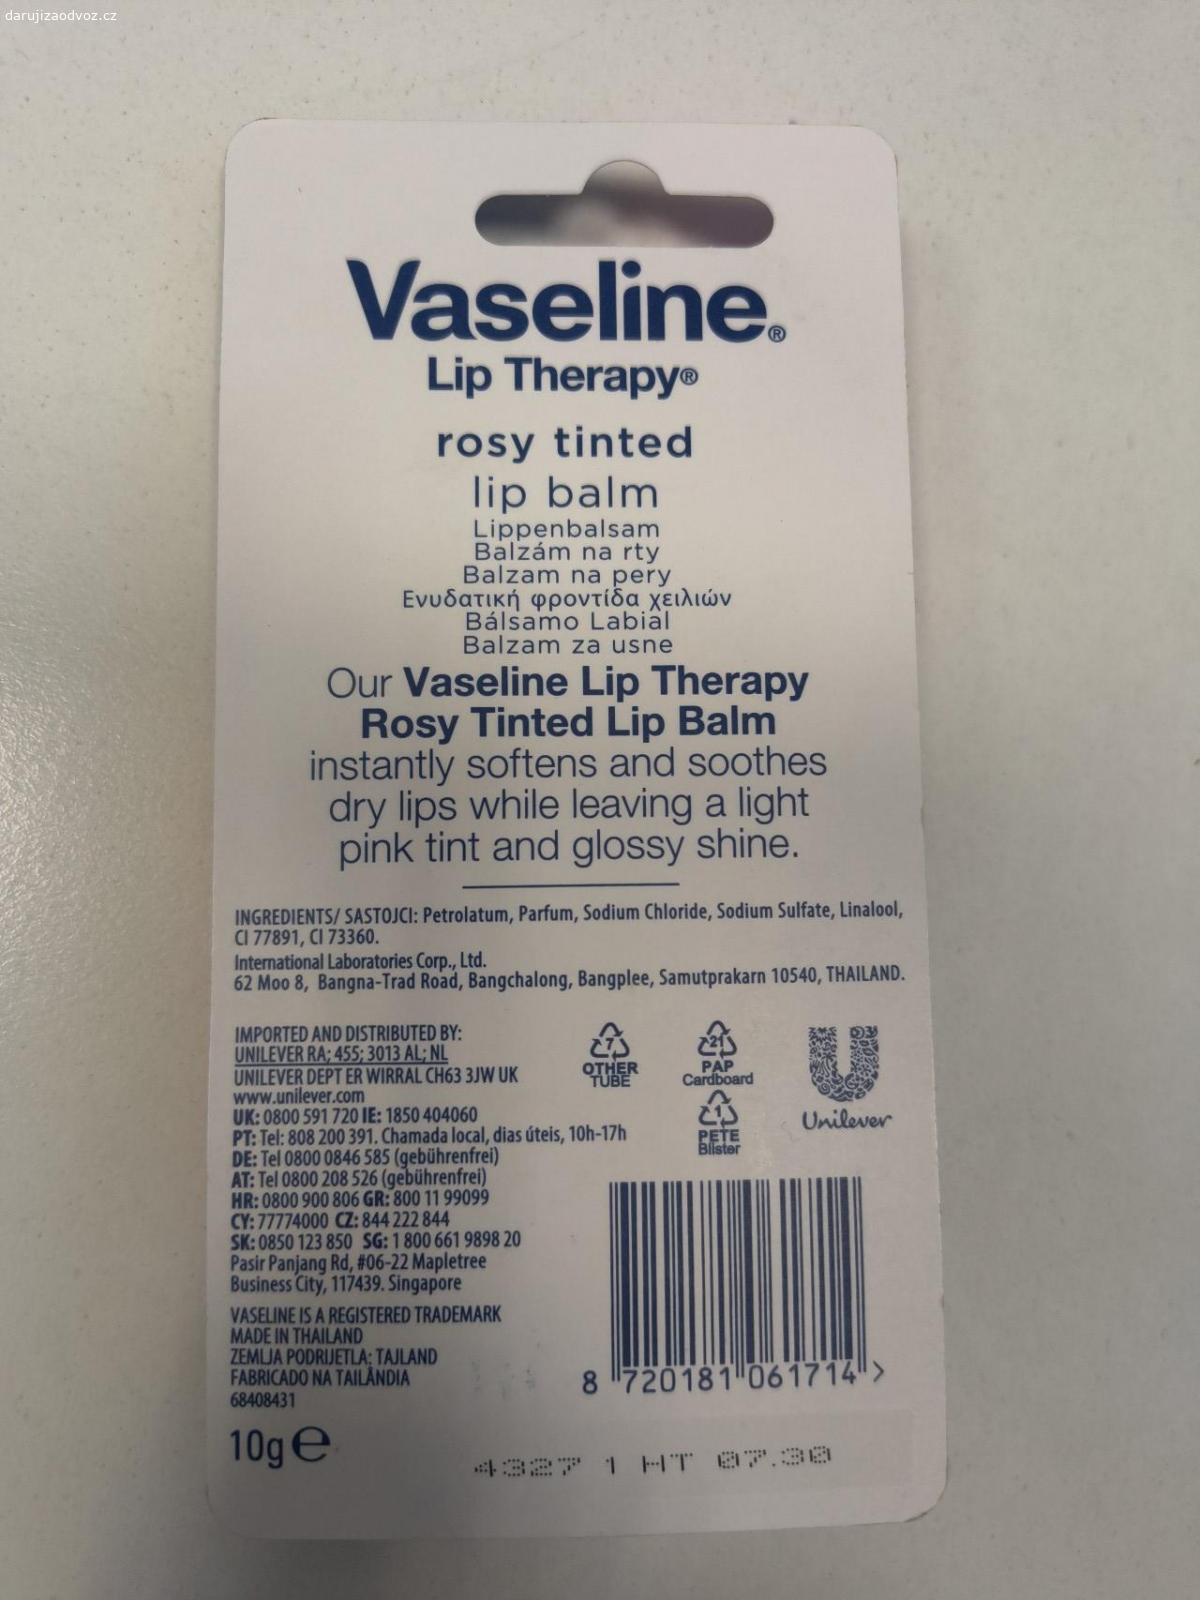 darujizaodvoz.cz
Vaseline®
Lip Therapy®
rosy tinted
lip balm
Lippenbalsam
Balzám na rty
Balzam na pery
Ενυδατική φροντίδα χειλιών
Bálsamo Labial
Balzam za usne
Our Vaseline Lip Therapy
Rosy Tinted Lip Balm
instantly softens and soothes
dry lips while leaving a light
pink tint and glossy shine.
INGREDIENTS/ SASTOJCI: Petrolatum, Parfum, Sodium Chloride, Sodium Sulfate, Linalool,
CI 77891, CI 73360.
International Laboratories Corp., Ltd.
62 Moo 8, Bangna-Trad Road, Bangchalong, Bangplee, Samutprakarn 10540, THAILAND.
IMPORTED AND DISTRIBUTED BY:
UNILEVER RA; 455; 3013 AL; NL
UNILEVER DEPT ER WIRRAL CH63 3JW UK
www.unilever.com
UK: 0800 591 720 IE: 1850 404060
PT: Tel: 808 200 391. Chamada local, dias úteis, 10h-17h
DE: Tel 0800 0846 585 (gebührenfrei)
AT: Tel 0800 208 526 (gebührenfrei)
HR: 0800 900 806 GR: 800 11 99099
CY: 77774000 CZ: 844 222 844
SK: 0850 123 850 SG: 1 800 661 9898 20
Pasir Panjang Rd, #06-22 Mapletree
Business City, 117439. Singapore
VASELINE IS A REGISTERED TRADEMARK
MADE IN THAILAND
ZEMLJA PODRIJETLA: TAJLAND
FABRICADO NA TAILÂNDIA
68408431
7
OTHER
TUBE
21
PAP
Cardboard
1
PETE
Blister
Unilever
8 720181 061714 >
10g e
4327 1 HT 07.30